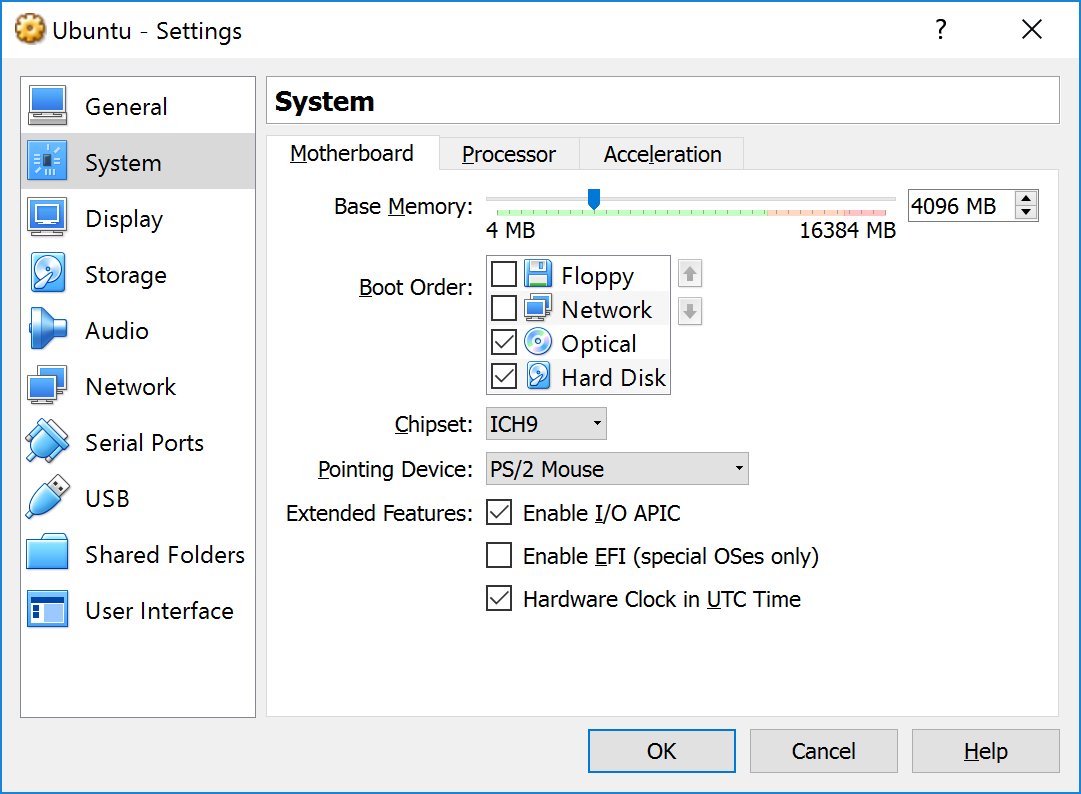 Ubuntu - Settings
?
General
System
Display
Storage
Audio
Network
Serial Ports
USB
Shared Folders
User Interface
System
Motherboard Processor Acceleration
Base Memory: 4096 MB
4 MB 16384 MB
Boot Order:
Floppy
Network
Optical
Hard Disk
Chipset: ICH9
Pointing Device: PS/2 Mouse
Extended Features: Enable I/O APIC
Enable EFI (special OSes only)
Hardware Clock in UTC Time
OK Cancel Help